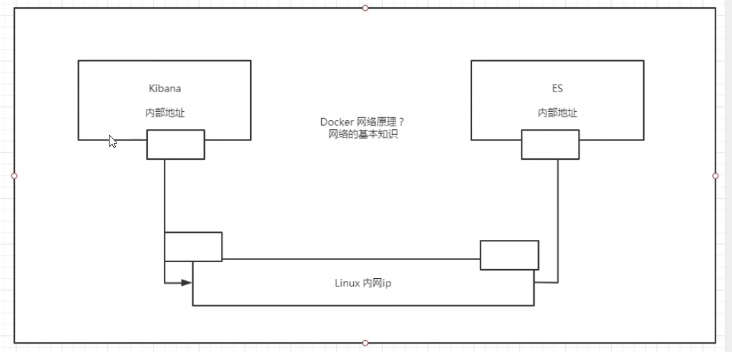 Kibana
内部地址
ES
内部地址
Docker 网络原理？
网络的基本知识
Linux 内网ip